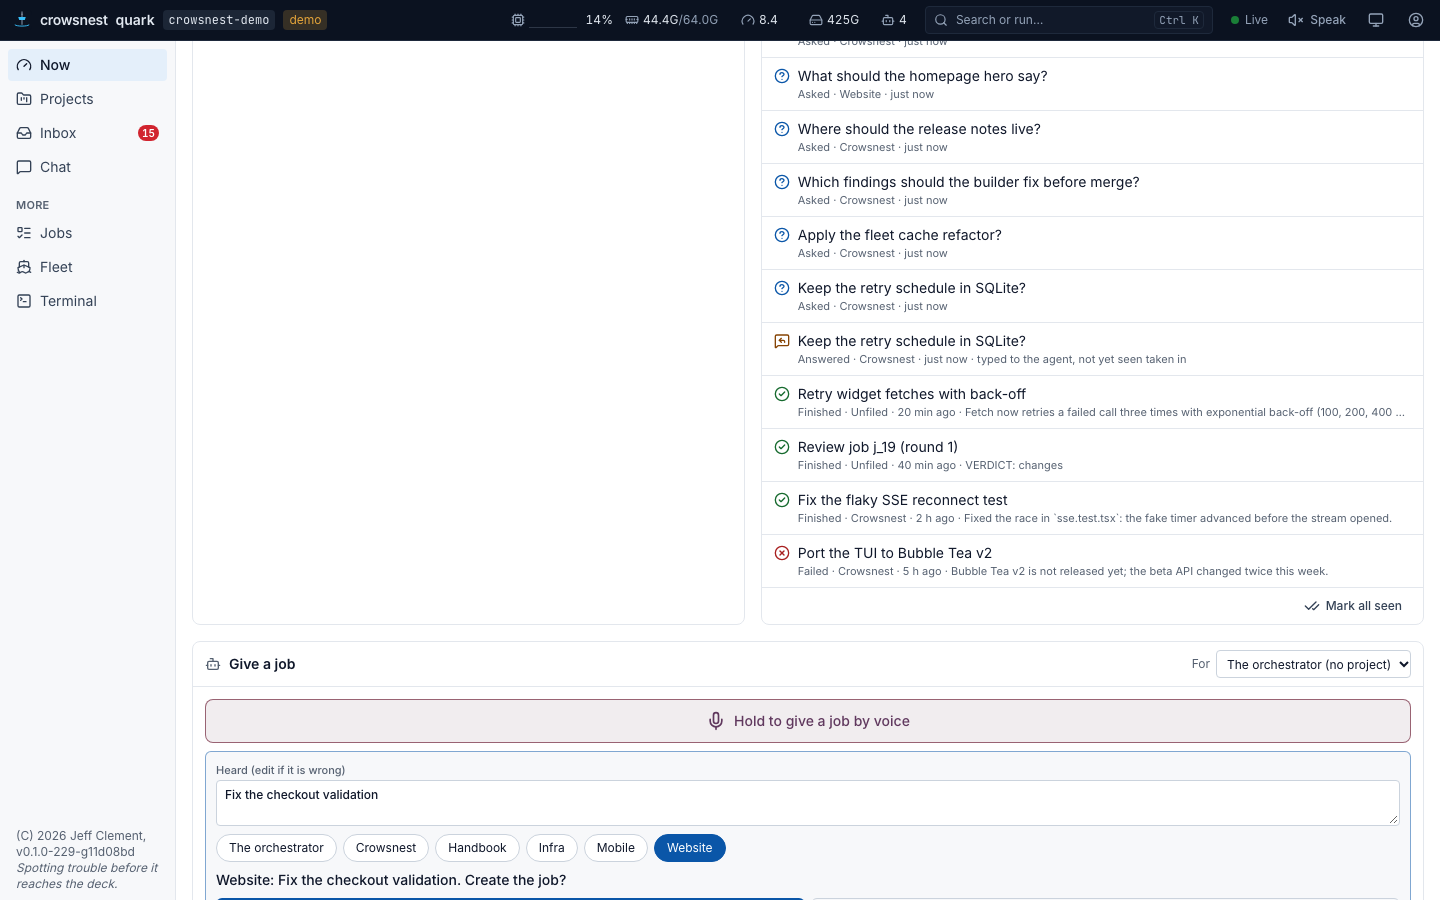 crowsnest quark crowsnest-demo demo
14% 44.4G/64.0G 8.4 425G 4
Search or run... Ctrl K
Live Speak
Now
Projects
Inbox 15
Chat
MORE
Jobs
Fleet
Terminal
(C) 2026 Jeff Clement,
v0.1.0-229-g11d08bd
Spotting trouble before it
reaches the deck.
Asked · Crowsnest · just now
What should the homepage hero say?
Asked · Website · just now
Where should the release notes live?
Asked · Crowsnest · just now
Which findings should the builder fix before merge?
Asked · Crowsnest · just now
Apply the fleet cache refactor?
Asked · Crowsnest · just now
Keep the retry schedule in SQLite?
Asked · Crowsnest · just now
Keep the retry schedule in SQLite?
Answered · Crowsnest · just now · typed to the agent, not yet seen taken in
Retry widget fetches with back-off
Finished · Unfiled · 20 min ago · Fetch now retries a failed call three times with exponential back-off (100, 200, 400 ...
Review job j_19 (round 1)
Finished · Unfiled · 40 min ago · VERDICT: changes
Fix the flaky SSE reconnect test
Finished · Crowsnest · 2 h ago · Fixed the race in `sse.test.tsx`: the fake timer advanced before the stream opened.
Port the TUI to Bubble Tea v2
Failed · Crowsnest · 5 h ago · Bubble Tea v2 is not released yet; the beta API changed twice this week.
Mark all seen
Give a job
For The orchestrator (no project)
Hold to give a job by voice
Heard (edit if it is wrong)
Fix the checkout validation
The orchestrator Crowsnest Handbook Infra Mobile Website
Website: Fix the checkout validation. Create the job?